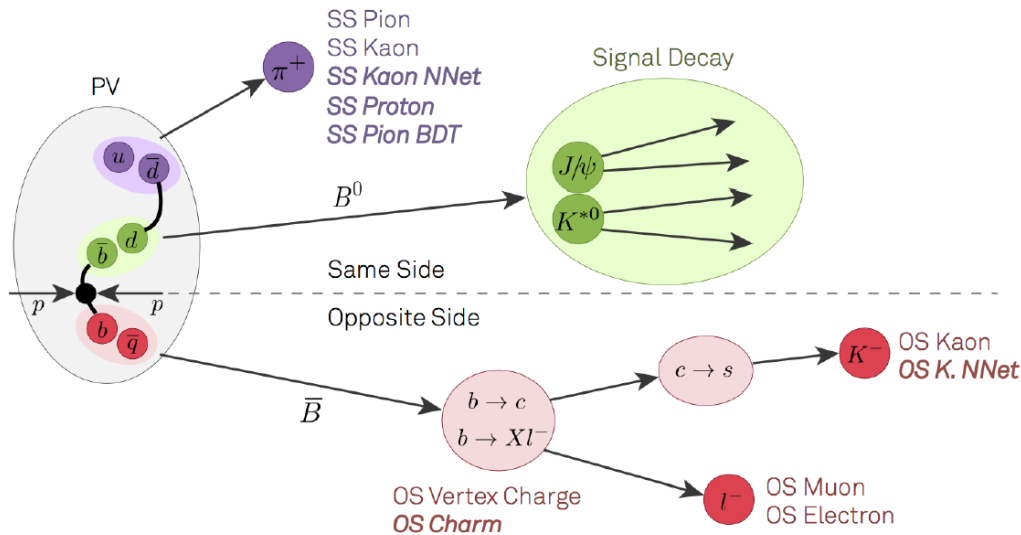 PV
u
d̅
b̅
d
p
p
b
q̅
π⁺
SS Pion
SS Kaon
SS Kaon NNet
SS Proton
SS Pion BDT
B⁰
Signal Decay
J/ψ
K*⁰
Same Side
Opposite Side
B̅
b → c
b → Xl⁻
OS Vertex Charge
OS Charm
c → s
K⁻
OS Kaon
OS K. NNet
l⁻
OS Muon
OS Electron